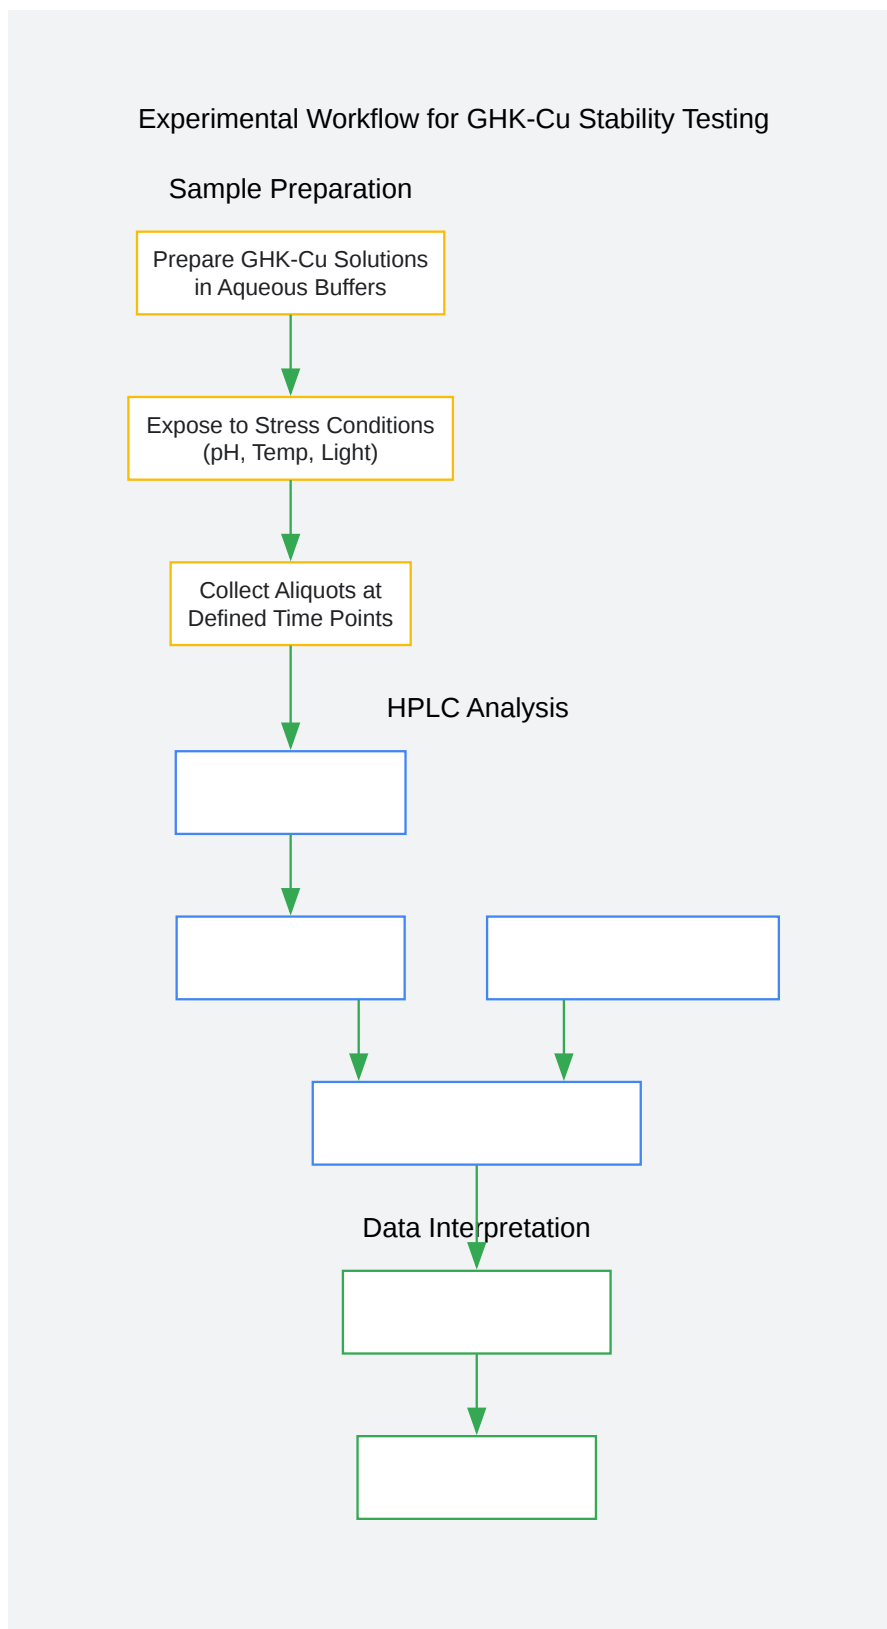 Experimental Workflow for GHK-Cu Stability Testing
Sample Preparation
Prepare GHK-Cu Solutions
in Aqueous Buffers
Expose to Stress Conditions
(pH, Temp, Light)
Collect Aliquots at
Defined Time Points
HPLC Analysis
Data Interpretation